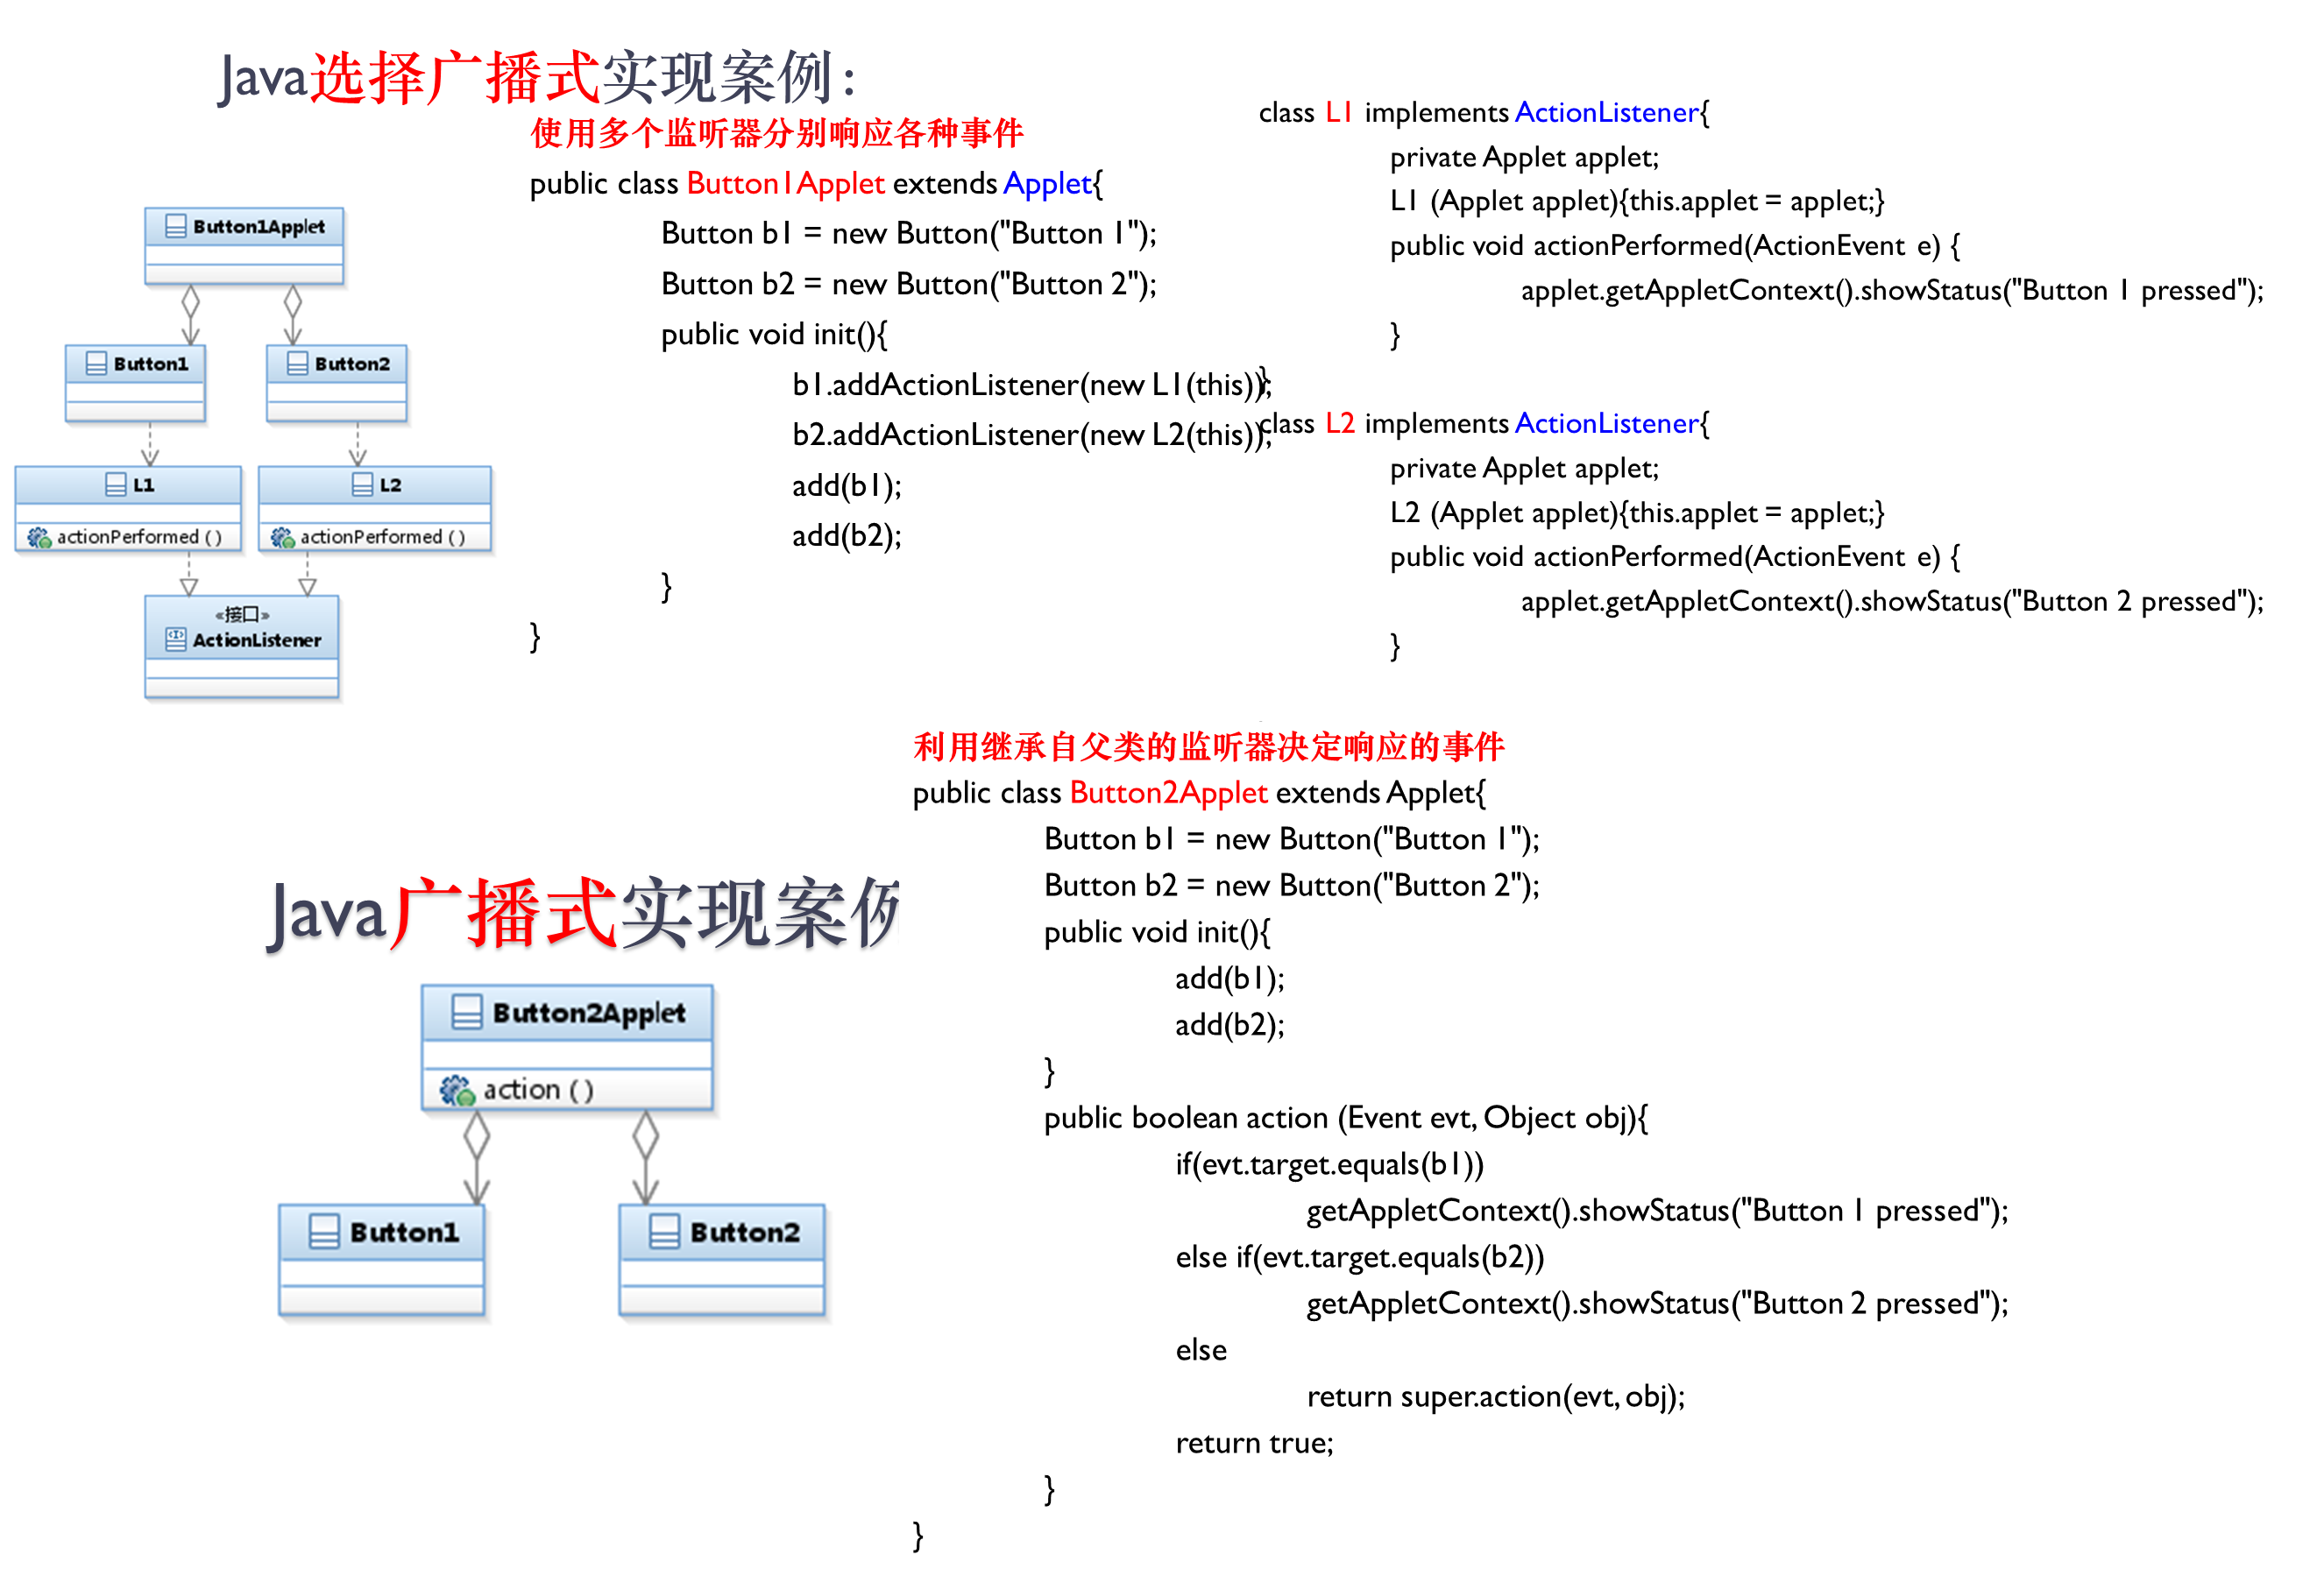 Java选择广播式实现案例：
使用多个监听器分别响应各种事件
public class Button1Applet extends Applet{
Button b1 = new Button("Button 1");
Button b2 = new Button("Button 2");
public void init(){
b1.addActionListener(new L1(this));
b2.addActionListener(new L2(this));
add(b1);
add(b2);
}
}
Button1Applet
Button1
Button2
L1
actionPerformed ( )
L2
actionPerformed ( )
«接口»
ActionListener
class L1 implements ActionListener{
private Applet applet;
L1 (Applet applet){this.applet = applet;}
public void actionPerformed(ActionEvent e) {
applet.getAppletContext().showStatus("Button 1 pressed");
}
}
class L2 implements ActionListener{
private Applet applet;
L2 (Applet applet){this.applet = applet;}
public void actionPerformed(ActionEvent e) {
applet.getAppletContext().showStatus("Button 2 pressed");
}
Java广播式实现案例
Button2Applet
action ( )
Button1
Button2
利用继承自父类的监听器决定响应的事件
public class Button2Applet extends Applet{
Button b1 = new Button("Button 1");
Button b2 = new Button("Button 2");
public void init(){
add(b1);
add(b2);
}
public boolean action (Event evt, Object obj){
if(evt.target.equals(b1))
getAppletContext().showStatus("Button 1 pressed");
else if(evt.target.equals(b2))
getAppletContext().showStatus("Button 2 pressed");
else
return super.action(evt, obj);
return true;
}
}